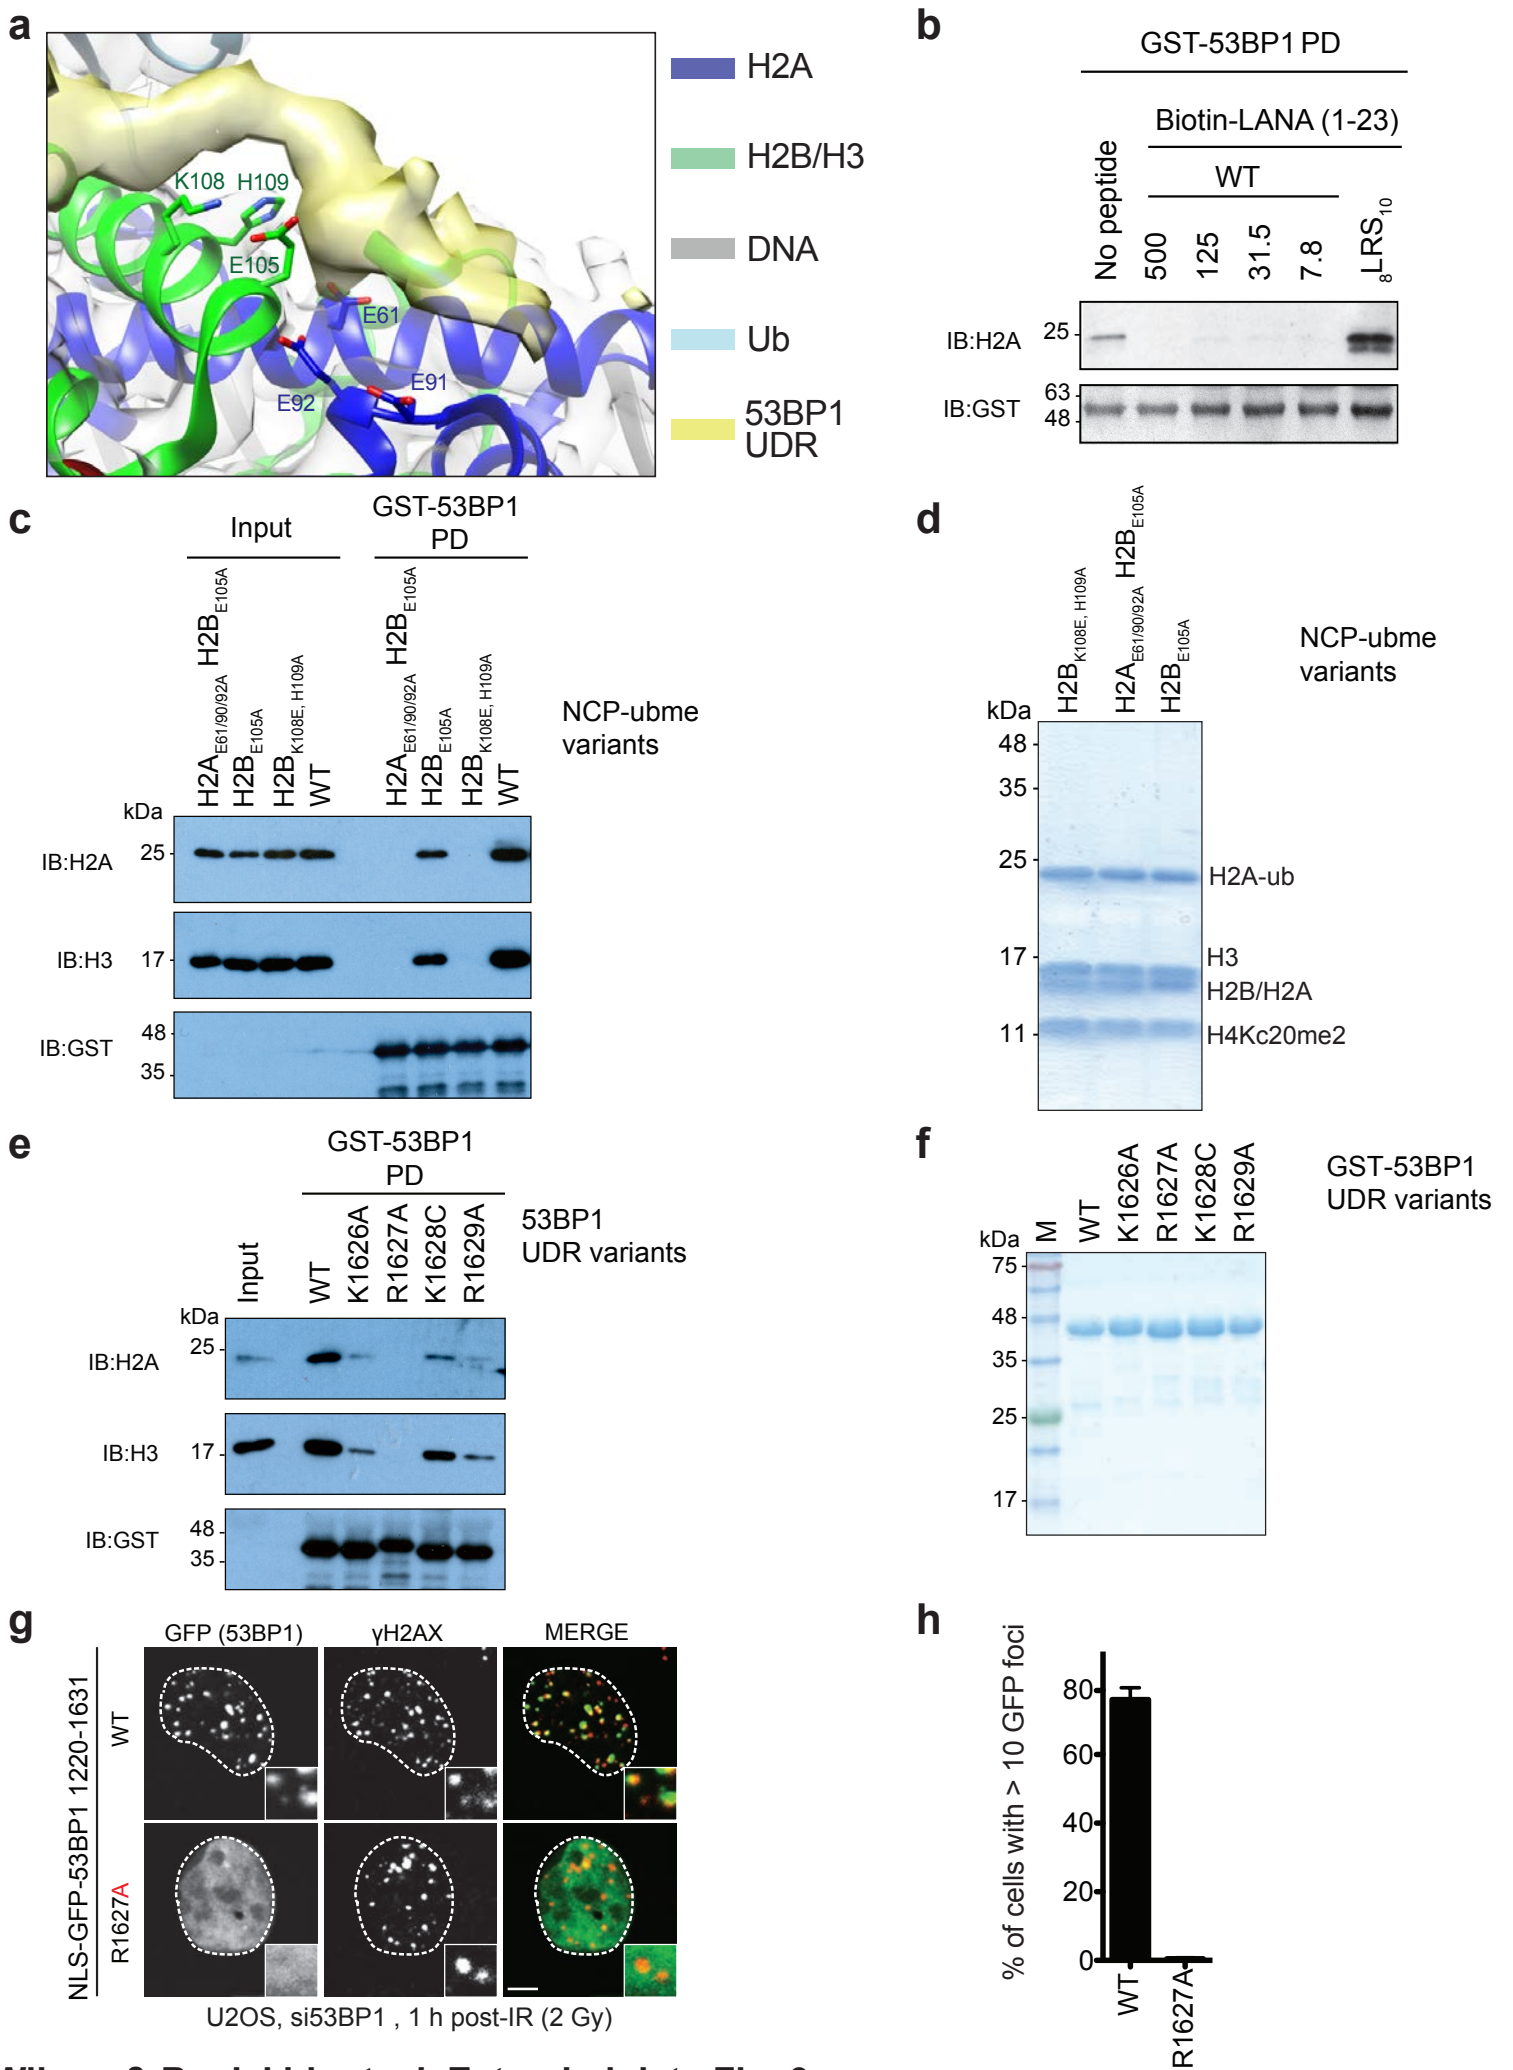 a
K108 H109
E105
E61
E91
E92
H2A
H2B/H3
DNA
Ub
53BP1
UDR
b
GST-53BP1 PD
Biotin-LANA (1-23)
WT
No peptide
500
125
31.5
7.8
8LRS10
IB:H2A
25
IB:GST
63
48
c
Input
GST-53BP1
PD
H2AE61/90/92A H2BE105A
H2BE105A
H2BK108E, H109A
WT
H2AE61/90/92A H2BE105A
H2BE105A
H2BK108E, H109A
WT
NCP-ubme
variants
kDa
IB:H2A 25
IB:H3 17
IB:GST
48
35
d
H2BK108E, H109A
H2AE61/90/92A H2BE105A
H2BE105A
NCP-ubme
variants
kDa
48
35
25
17
11
H2A-ub
H3
H2B/H2A
H4Kc20me2
e
GST-53BP1
PD
Input
WT
K1626A
R1627A
K1628C
R1629A
53BP1
UDR variants
kDa
25
IB:H2A
IB:H3 17
IB:GST
48
35
f
M
WT
K1626A
R1627A
K1628C
R1629A
GST-53BP1
UDR variants
kDa
75
48
35
25
17
g
GFP (53BP1) γH2AX MERGE
NLS-GFP-53BP1 1220-1631
WT
R1627A
U2OS, si53BP1 , 1 h post-IR (2 Gy)
h
% of cells with > 10 GFP foci
80
60
40
20
0
WT
R1627A